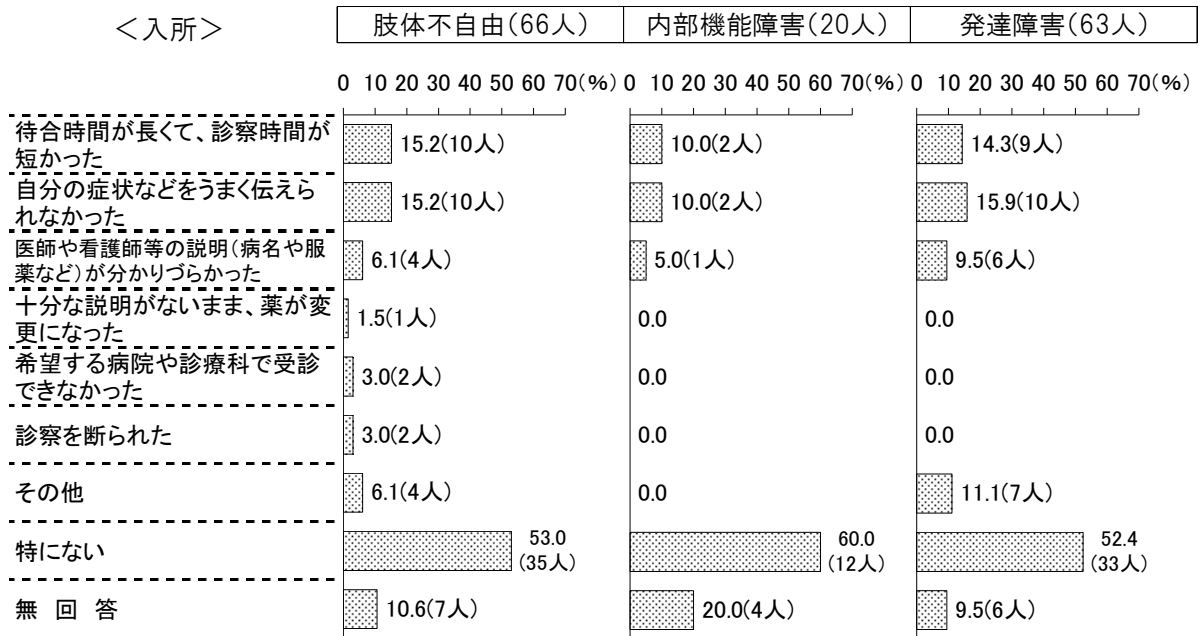 ＜入所＞
肢体不自由(66人) 内部機能障害(20人) 発達障害(63人)
0 10 20 30 40 50 60 70(%) 0 10 20 30 40 50 60 70(%) 0 10 20 30 40 50 60 70(%)
待合時間が長くて、診察時間が
短かった
15.2(10人) 10.0(2人) 14.3(9人)
自分の症状などをうまく伝えら
れなかった
15.2(10人) 10.0(2人) 15.9(10人)
医師や看護師等の説明(病名や服
薬など)が分かりづらかった
6.1(4人) 5.0(1人) 9.5(6人)
十分な説明がないまま、薬が変
更になった
1.5(1人) 0.0 0.0
希望する病院や診療科で受診
できなかった
3.0(2人) 0.0 0.0
診察を断られた
3.0(2人) 0.0 0.0
その他
6.1(4人) 0.0 11.1(7人)
特にない
53.0 60.0 52.4
(35人) (12人) (33人)
無 回 答
10.6(7人) 20.0(4人) 9.5(6人)